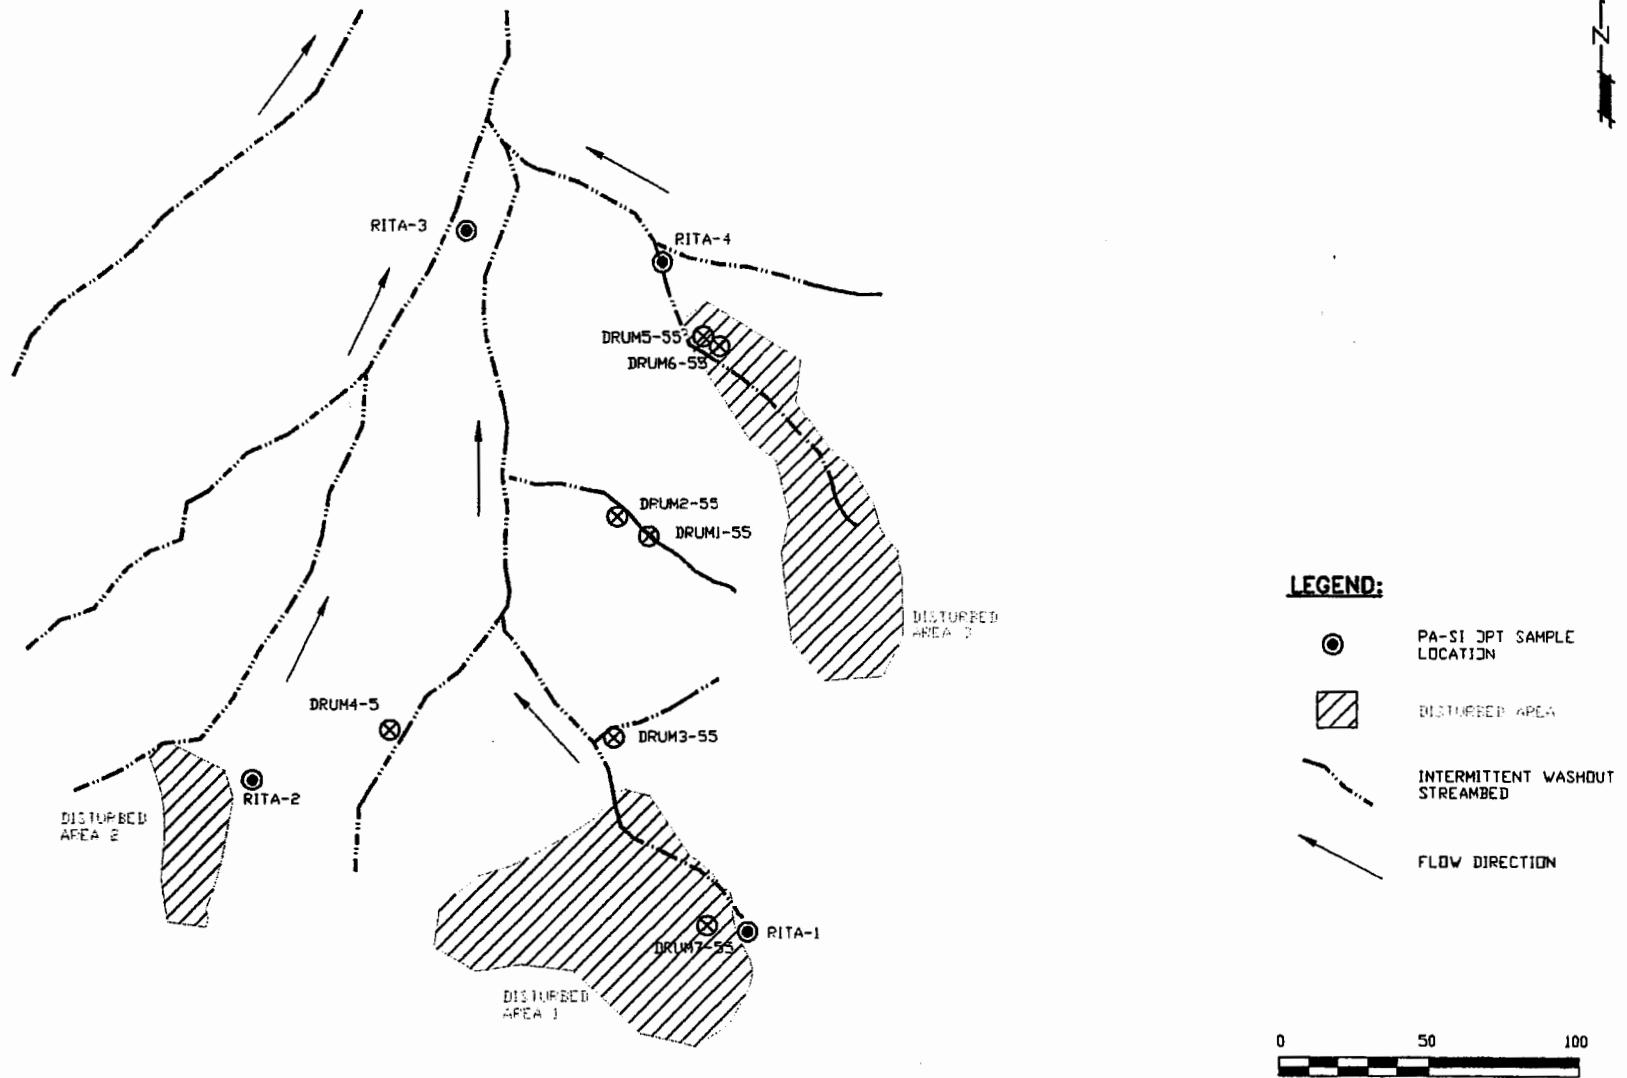 N
RITA-3
RITA-4
DRUM5-55
DRUM6-55
DRUM2-55
DRUM1-55
DISTURBED
AREA 3
DRUM4-5
DRUM3-55
RITA-2
DISTURBED
AREA 2
DRUM7-55
RITA-1
DISTURBED
AREA 1
LEGEND:
PA-SI DPT SAMPLE
LOCATION
DISTURBED AREA
INTERMITTENT WASHOUT
STREAMBED
FLOW DIRECTION
0 50 100